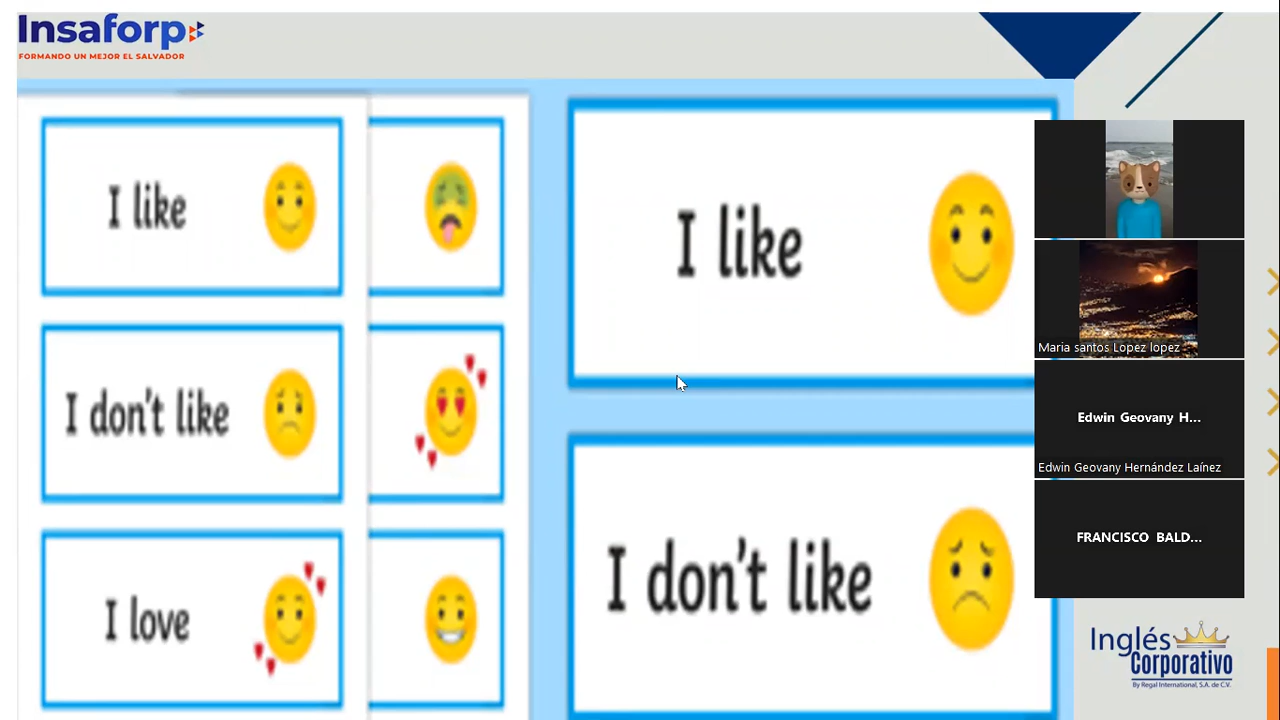 Insaforp
FORMANDO UN MEJOR EL SALVADOR
I like
I don't like
I love
I like
I don't like
Maria santos Lopez lopez
Edwin Geovany H...
Edwin Geovany Hernández Laínez
FRANCISCO BALD...
Inglés
Corporativo
By Regal International, S.A. de C.V.